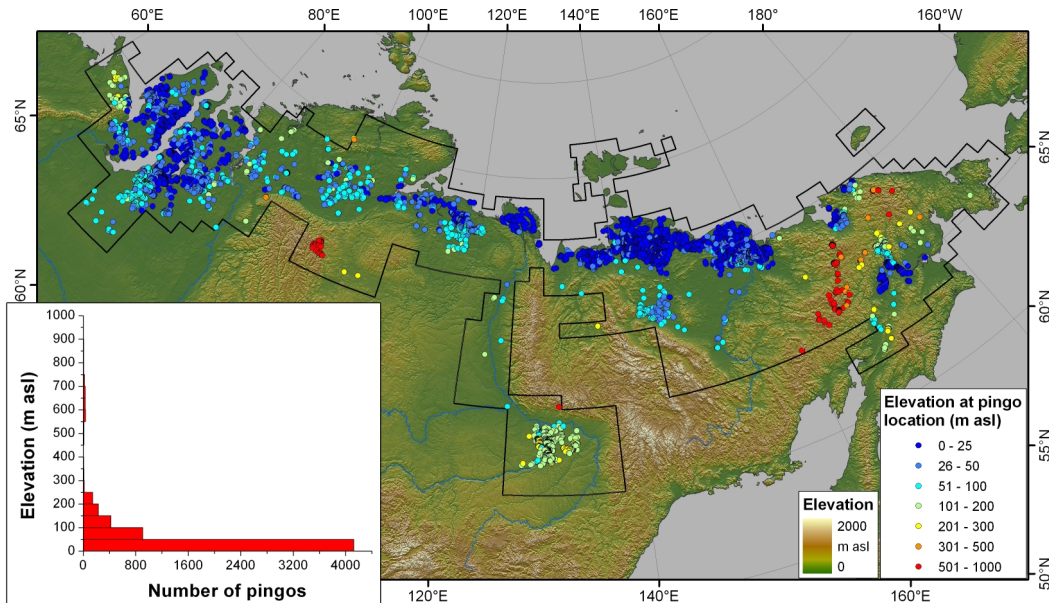 60°E 80°E 100°E 120°E 140°E 160°E 180° 160°W
65°N
65°N
60°N
60°N
55°N
50°N
120°E 140°E 160°E
1000
900
800
700
600
500
400
300
200
100
0
Elevation (m asl)
0 800 1600 2400 3200 4000
Number of pingos
Elevation
2000
m asl
0
Elevation at pingo
location (m asl)
0 - 25
26 - 50
51 - 100
101 - 200
201 - 300
301 - 500
501 - 1000